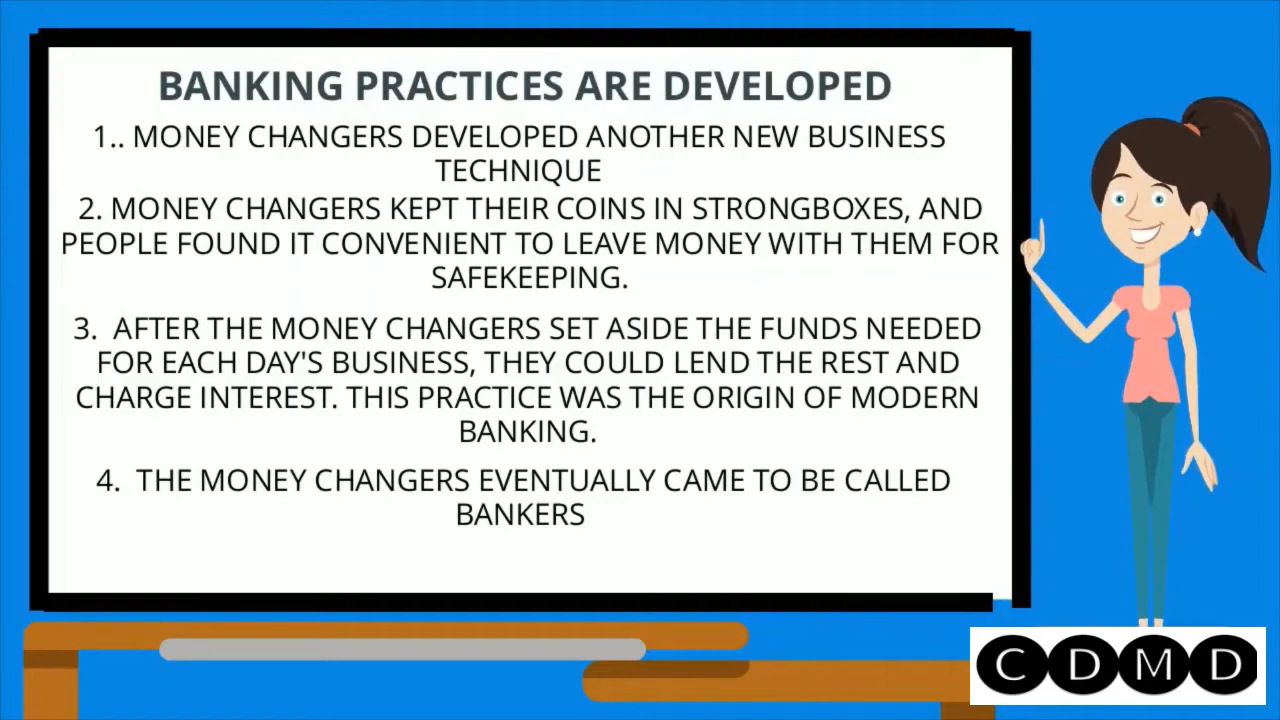 BANKING PRACTICES ARE DEVELOPED
1.. MONEY CHANGERS DEVELOPED ANOTHER NEW BUSINESS
TECHNIQUE
2. MONEY CHANGERS KEPT THEIR COINS IN STRONGBOXES, AND
PEOPLE FOUND IT CONVENIENT TO LEAVE MONEY WITH THEM FOR
SAFEKEEPING.
3. AFTER THE MONEY CHANGERS SET ASIDE THE FUNDS NEEDED
FOR EACH DAY'S BUSINESS, THEY COULD LEND THE REST AND
CHARGE INTEREST. THIS PRACTICE WAS THE ORIGIN OF MODERN
BANKING.
4. THE MONEY CHANGERS EVENTUALLY CAME TO BE CALLED
BANKERS
CDMD